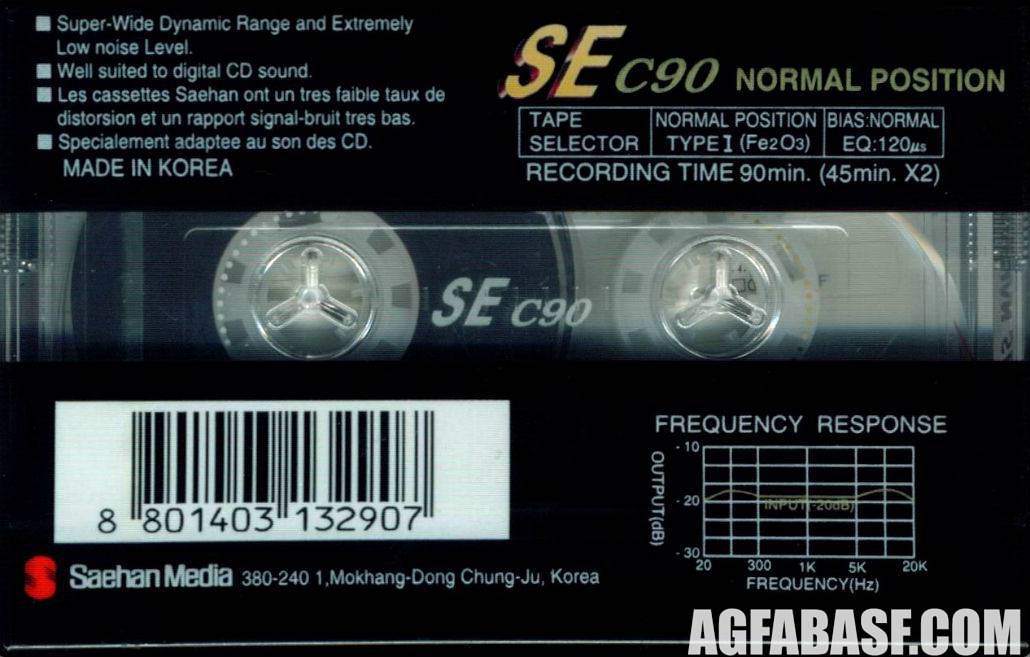 Super-Wide Dynamic Range and Extremely
Low noise Level.
Well suited to digital CD sound.
Les cassettes Saehan ont un tres faible taux de
distorsion et un rapport signal-bruit tres bas.
Specialement adaptee au son des CD.
MADE IN KOREA
SE C90 NORMAL POSITION
TAPE SELECTOR
NORMAL POSITION TYPE I (Fe2O3)
BIAS:NORMAL EQ:120µs
RECORDING TIME 90min. (45min. X2)
SE C90
8 801403 132907
Saehan Media 380-240 1,Mokhang-Dong Chung-Ju, Korea
FREQUENCY RESPONSE
OUTPUT(dB)
- 10
- 20
- 30
INPUT(-20dB)
20 300 1K 5K 20K
FREQUENCY(Hz)
AGFABASE.COM